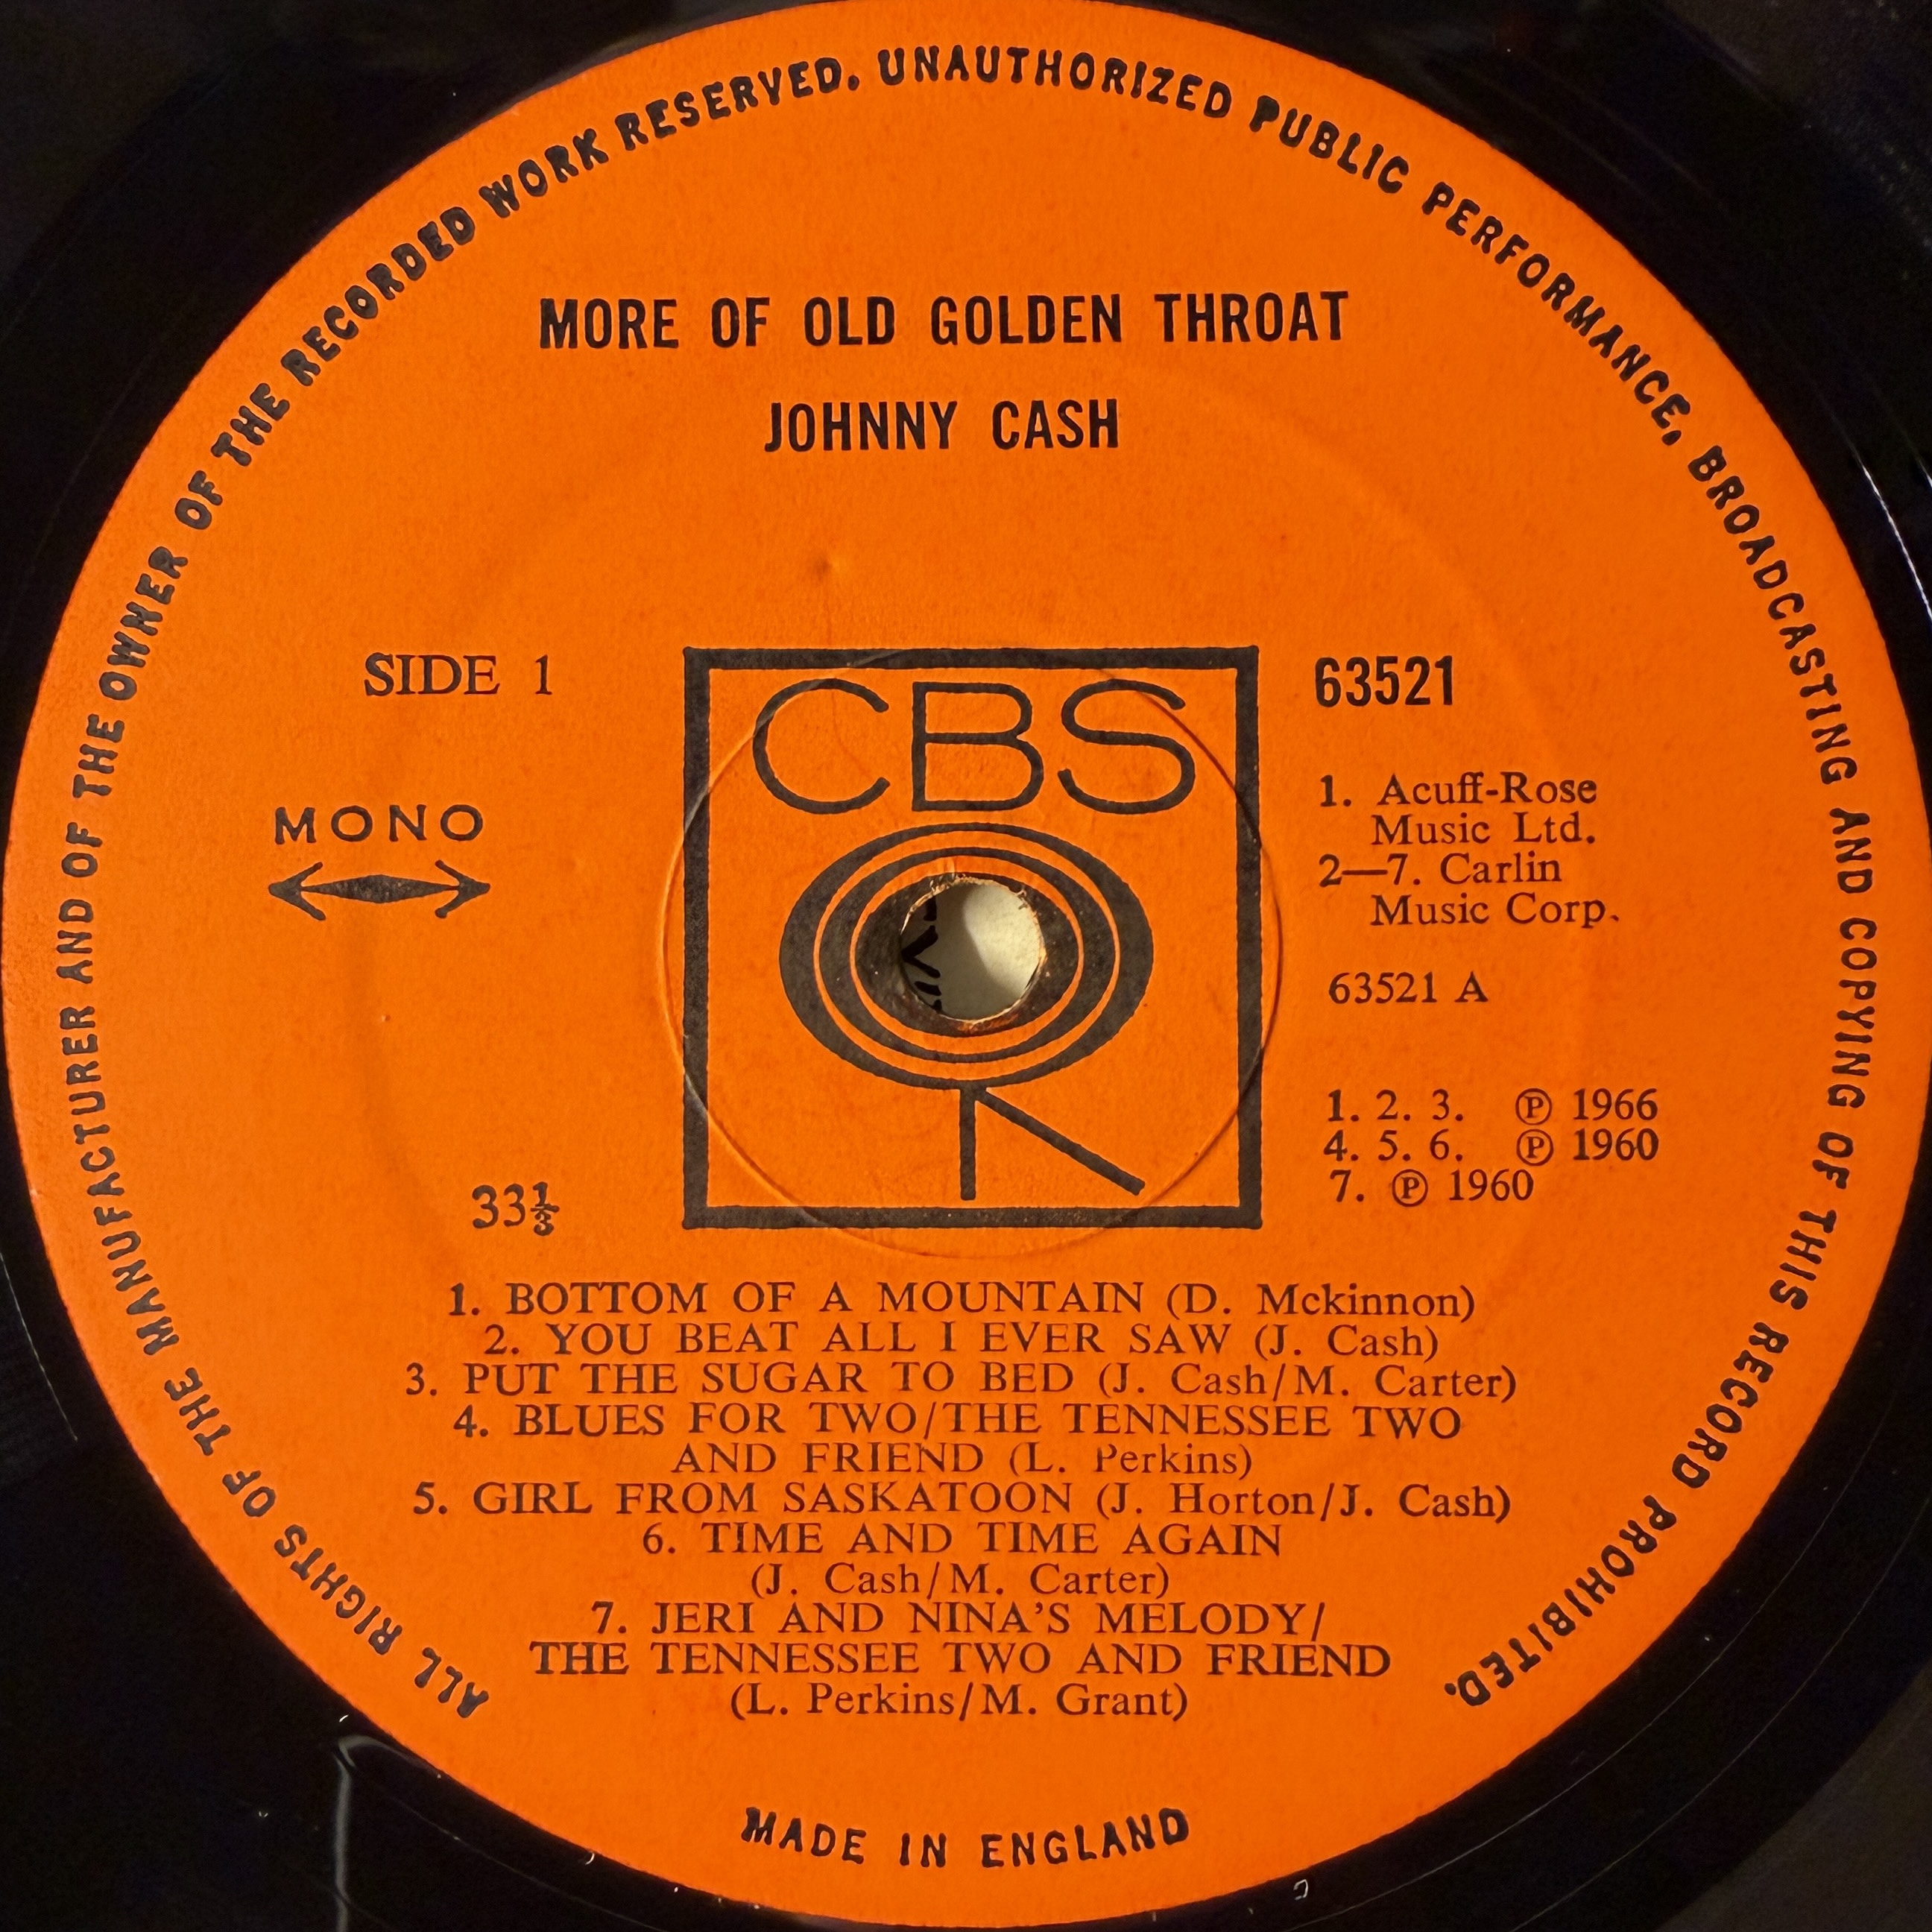 ALL RIGHTS OF THE MANUFACTURER AND OF THE OWNER OF THE RECORDED WORK RESERVED. UNAUTHORIZED PUBLIC PERFORMANCE, BROADCASTING AND COPYING OF THIS RECORD PROHIBITED.
MORE OF OLD GOLDEN THROAT
JOHNNY CASH
SIDE 1
MONO
33⅓
CBS
63521
1. Acuff-Rose
Music Ltd.
2—7. Carlin
Music Corp.
63521 A
1. 2. 3. ℗ 1966
4. 5. 6. ℗ 1960
7. ℗ 1960
1. BOTTOM OF A MOUNTAIN (D. Mckinnon)
2. YOU BEAT ALL I EVER SAW (J. Cash)
3. PUT THE SUGAR TO BED (J. Cash/M. Carter)
4. BLUES FOR TWO/THE TENNESSEE TWO
AND FRIEND (L. Perkins)
5. GIRL FROM SASKATOON (J. Horton/J. Cash)
6. TIME AND TIME AGAIN
(J. Cash/M. Carter)
7. JERI AND NINA'S MELODY/
THE TENNESSEE TWO AND FRIEND
(L. Perkins/M. Grant)
MADE IN ENGLAND